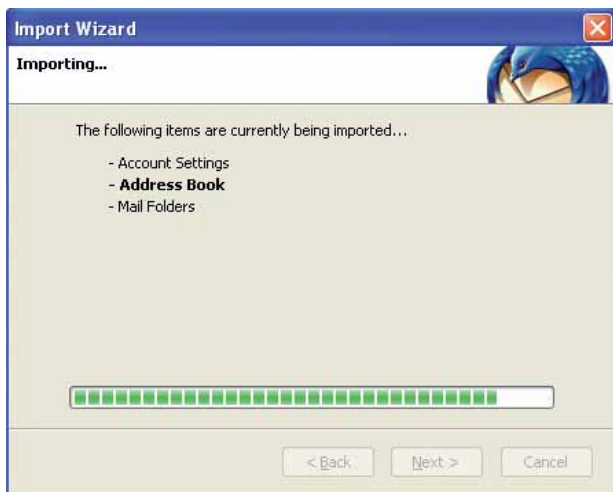 Import Wizard
Importing...
The following items are currently being imported...
- Account Settings
- Address Book
- Mail Folders
< Back
Next >
Cancel